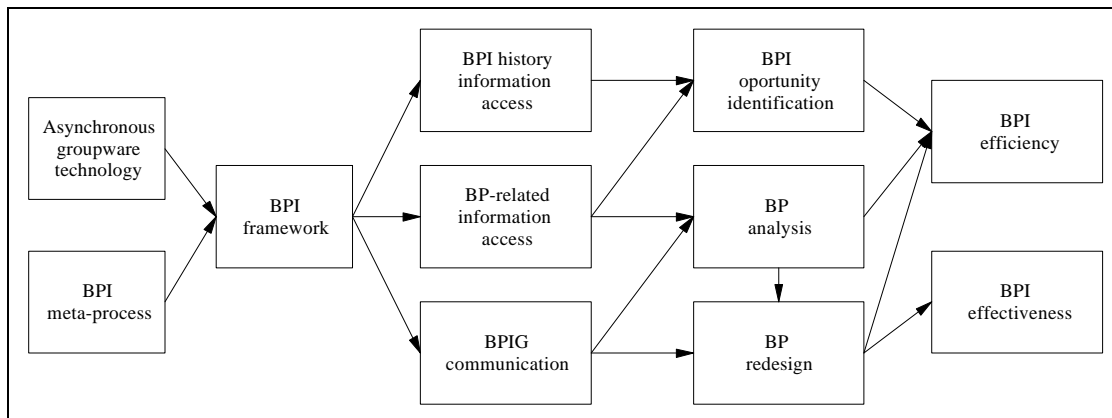 Asynchronous
groupware
technology
BPI
meta-process
BPI
framework
BPI history
information
access
BP-related
information
access
BPIG
communication
BPI
oportunity
identification
BP
analysis
BP
redesign
BPI
efficiency
BPI
effectiveness